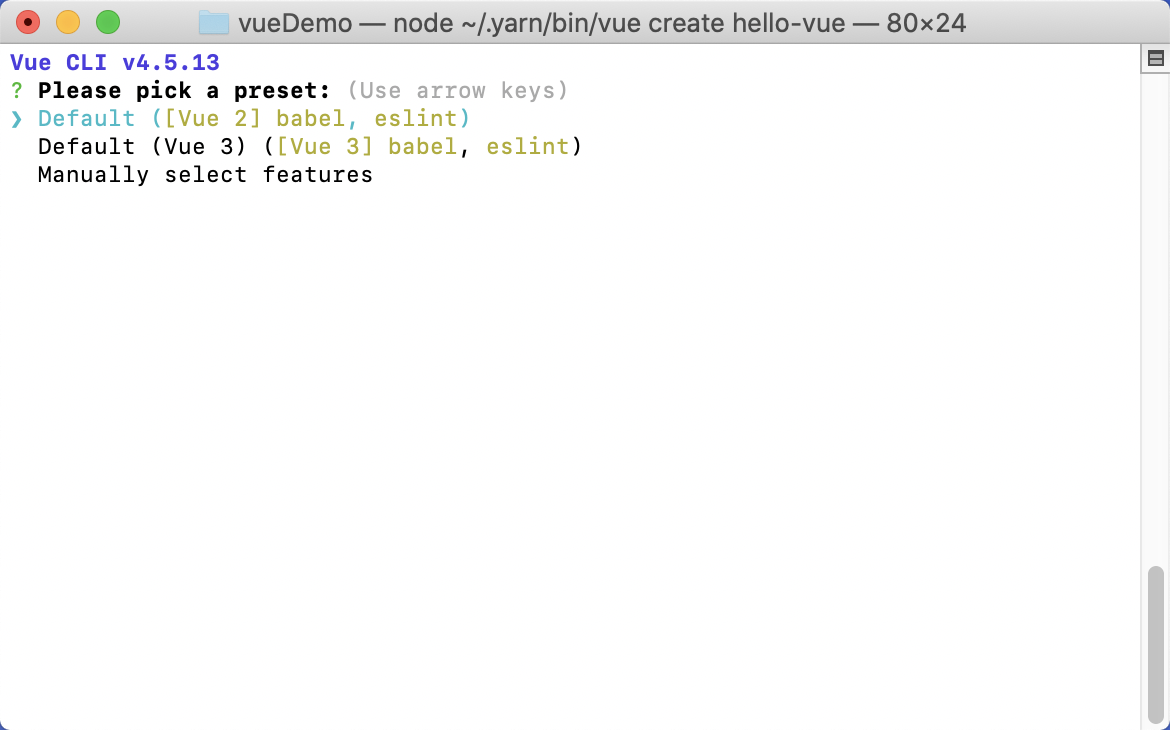 vueDemo — node ~/.yarn/bin/vue create hello-vue — 80×24
Vue CLI v4.5.13
? Please pick a preset: (Use arrow keys)
❯ Default ([Vue 2] babel, eslint)
Default (Vue 3) ([Vue 3] babel, eslint)
Manually select features